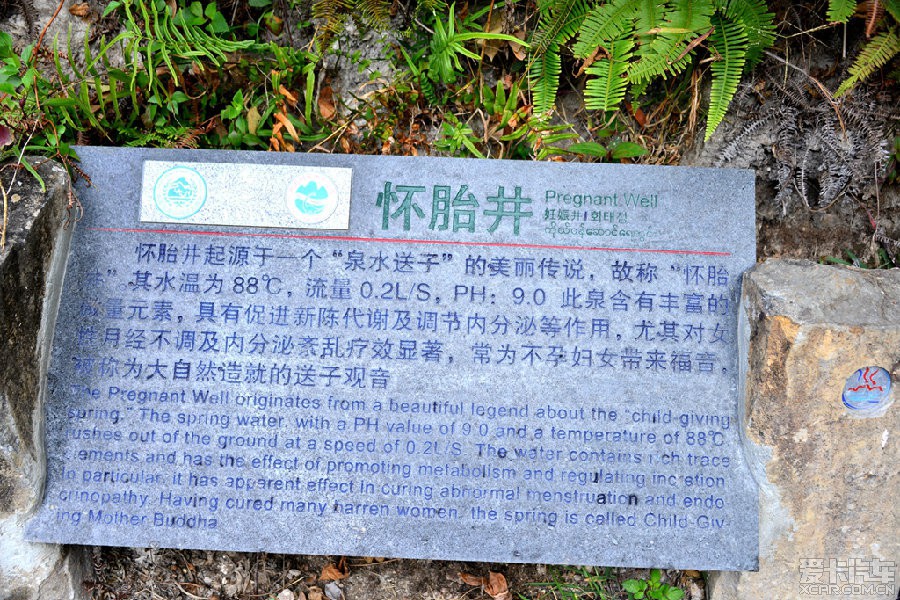 怀胎井
Pregnant Well
妊娠井/회태정
怀胎井起源于一个“泉水送子”的美丽传说，故称“怀胎
其水温为88℃，流量0.2L/S，PH：9.0 此泉含有丰富的
量元素，具有促进新陈代谢及调节内分泌等作用，尤其对女
性月经不调及内分泌紊乱疗效显著，常为不孕妇女带来福音，
被称为大自然造就的送子观音
The Pregnant Well originates from a beautiful legend about the "child-giving
spring." The spring water, with a PH value of 9.0 and a temperature of 88℃
gushes out of the ground at a speed of 0.2L/S. The water contains rich trace
elements and has the effect of promoting metabolism and regulating incretion
In particular, it has apparent effect in curing abnormal menstruation and endo
crinopathy. Having cured many barren women, the spring is called Child-Giv-
ing Mother Buddha
爱卡汽车
XCAR.COM.CN